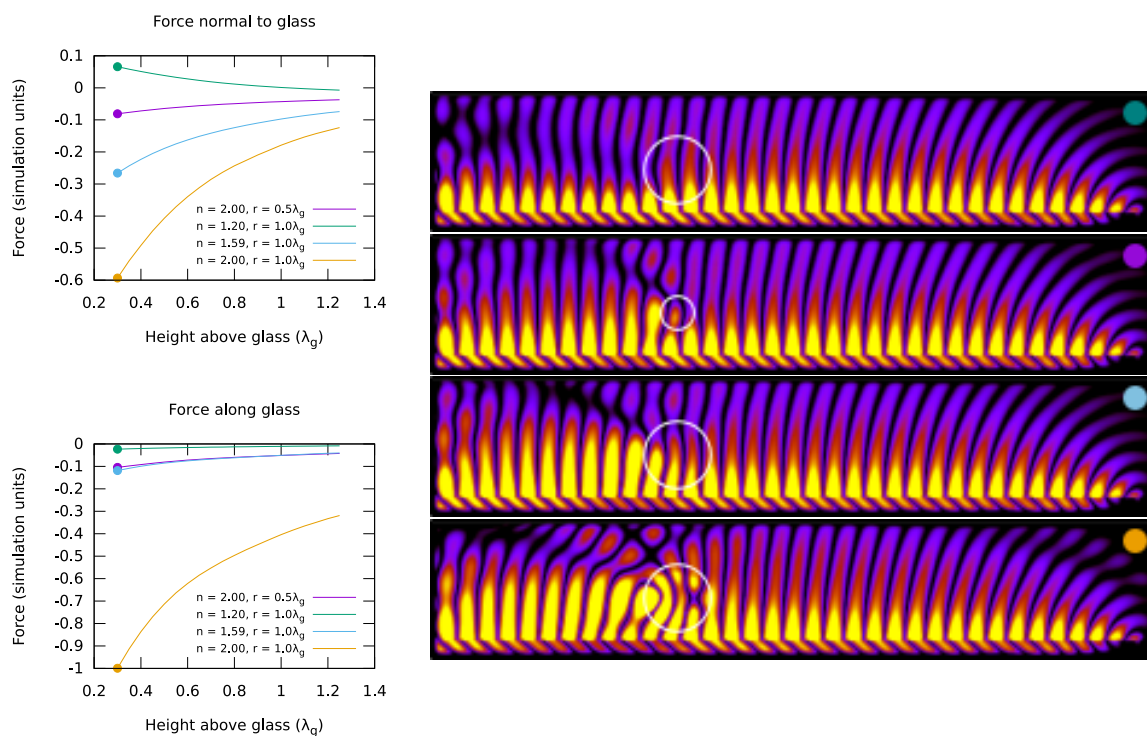 Force normal to glass
0.1
0
-0.1
-0.2
-0.3
-0.4
-0.5
-0.6
Force (simulation units)
n = 2.00, r = 0.5λg
n = 1.20, r = 1.0λg
n = 1.59, r = 1.0λg
n = 2.00, r = 1.0λg
0.2 0.4 0.6 0.8 1 1.2 1.4
Height above glass (λg)
Force along glass
0
-0.1
-0.2
-0.3
-0.4
-0.5
-0.6
-0.7
-0.8
-0.9
-1
Force (simulation units)
n = 2.00, r = 0.5λg
n = 1.20, r = 1.0λg
n = 1.59, r = 1.0λg
n = 2.00, r = 1.0λg
0.2 0.4 0.6 0.8 1 1.2 1.4
Height above glass (λg)